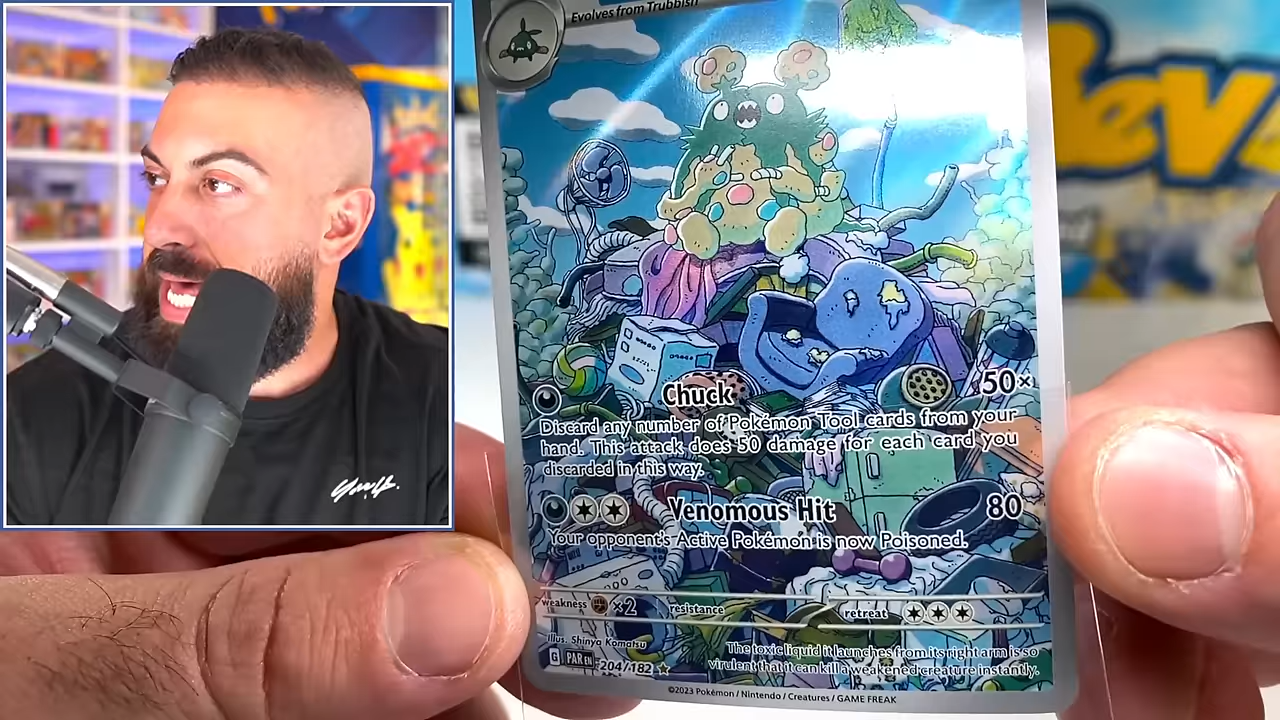 Evolves from Trubbish
Chuck 50×
Discard any number of Pokémon Tool cards from your
hand. This attack does 50 damage for each card you
discarded in this way.
Venomous Hit 80
Your opponent's Active Pokémon is now Poisoned.
weakness ×2 resistance retreat
Illus. Shinya Komatsu
G PAR EN 204/182
The toxic liquid it launches from its right arm is so
virulent that it can kill a weakened creature instantly.
©2023 Pokémon / Nintendo / Creatures / GAME FREAK